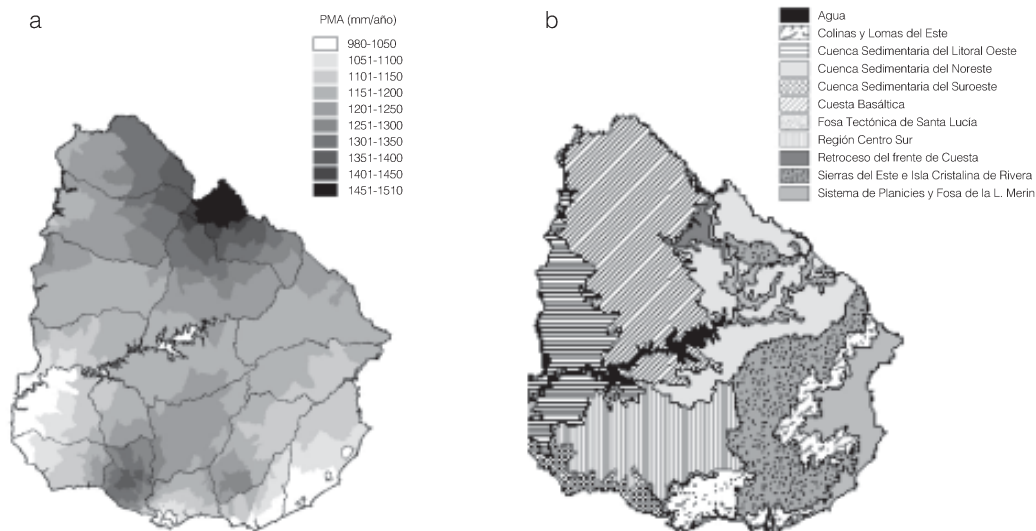 a
PMA (mm/año)
980-1050
1051-1100
1101-1150
1151-1200
1201-1250
1251-1300
1301-1350
1351-1400
1401-1450
1451-1510
b
Agua
Colinas y Lomas del Este
Cuenca Sedimentaria del Litoral Oeste
Cuenca Sedimentaria del Noreste
Cuenca Sedimentaria del Suroeste
Cuesta Basáltica
Fosa Tectónica de Santa Lucía
Región Centro Sur
Retroceso del frente de Cuesta
Sierras del Este e Isla Cristalina de Rivera
Sistema de Planicies y Fosa de la L. Merin